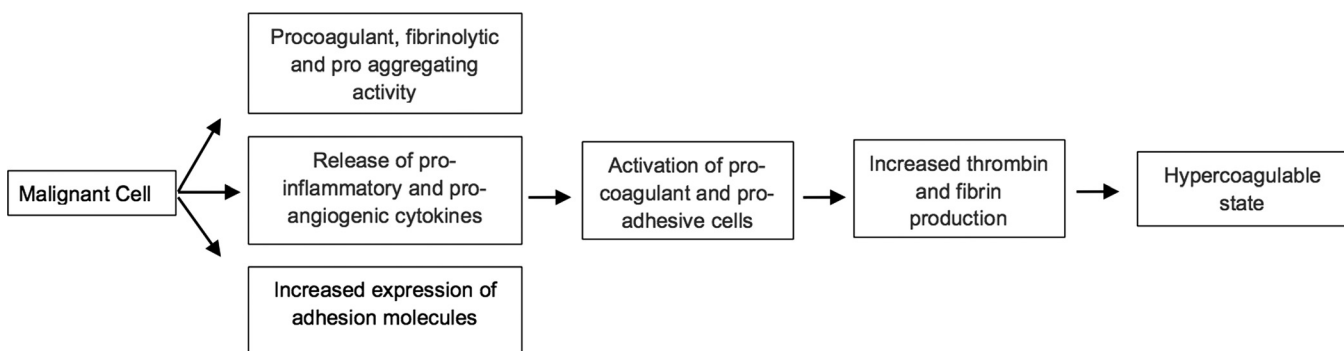 Procoagulant, fibrinolytic
and pro aggregating
activity
Malignant Cell
Release of pro-
inflammatory and pro-
angiogenic cytokines
Increased expression of
adhesion molecules
Activation of pro-
coagulant and pro-
adhesive cells
Increased thrombin
and fibrin
production
Hypercoagulable
state